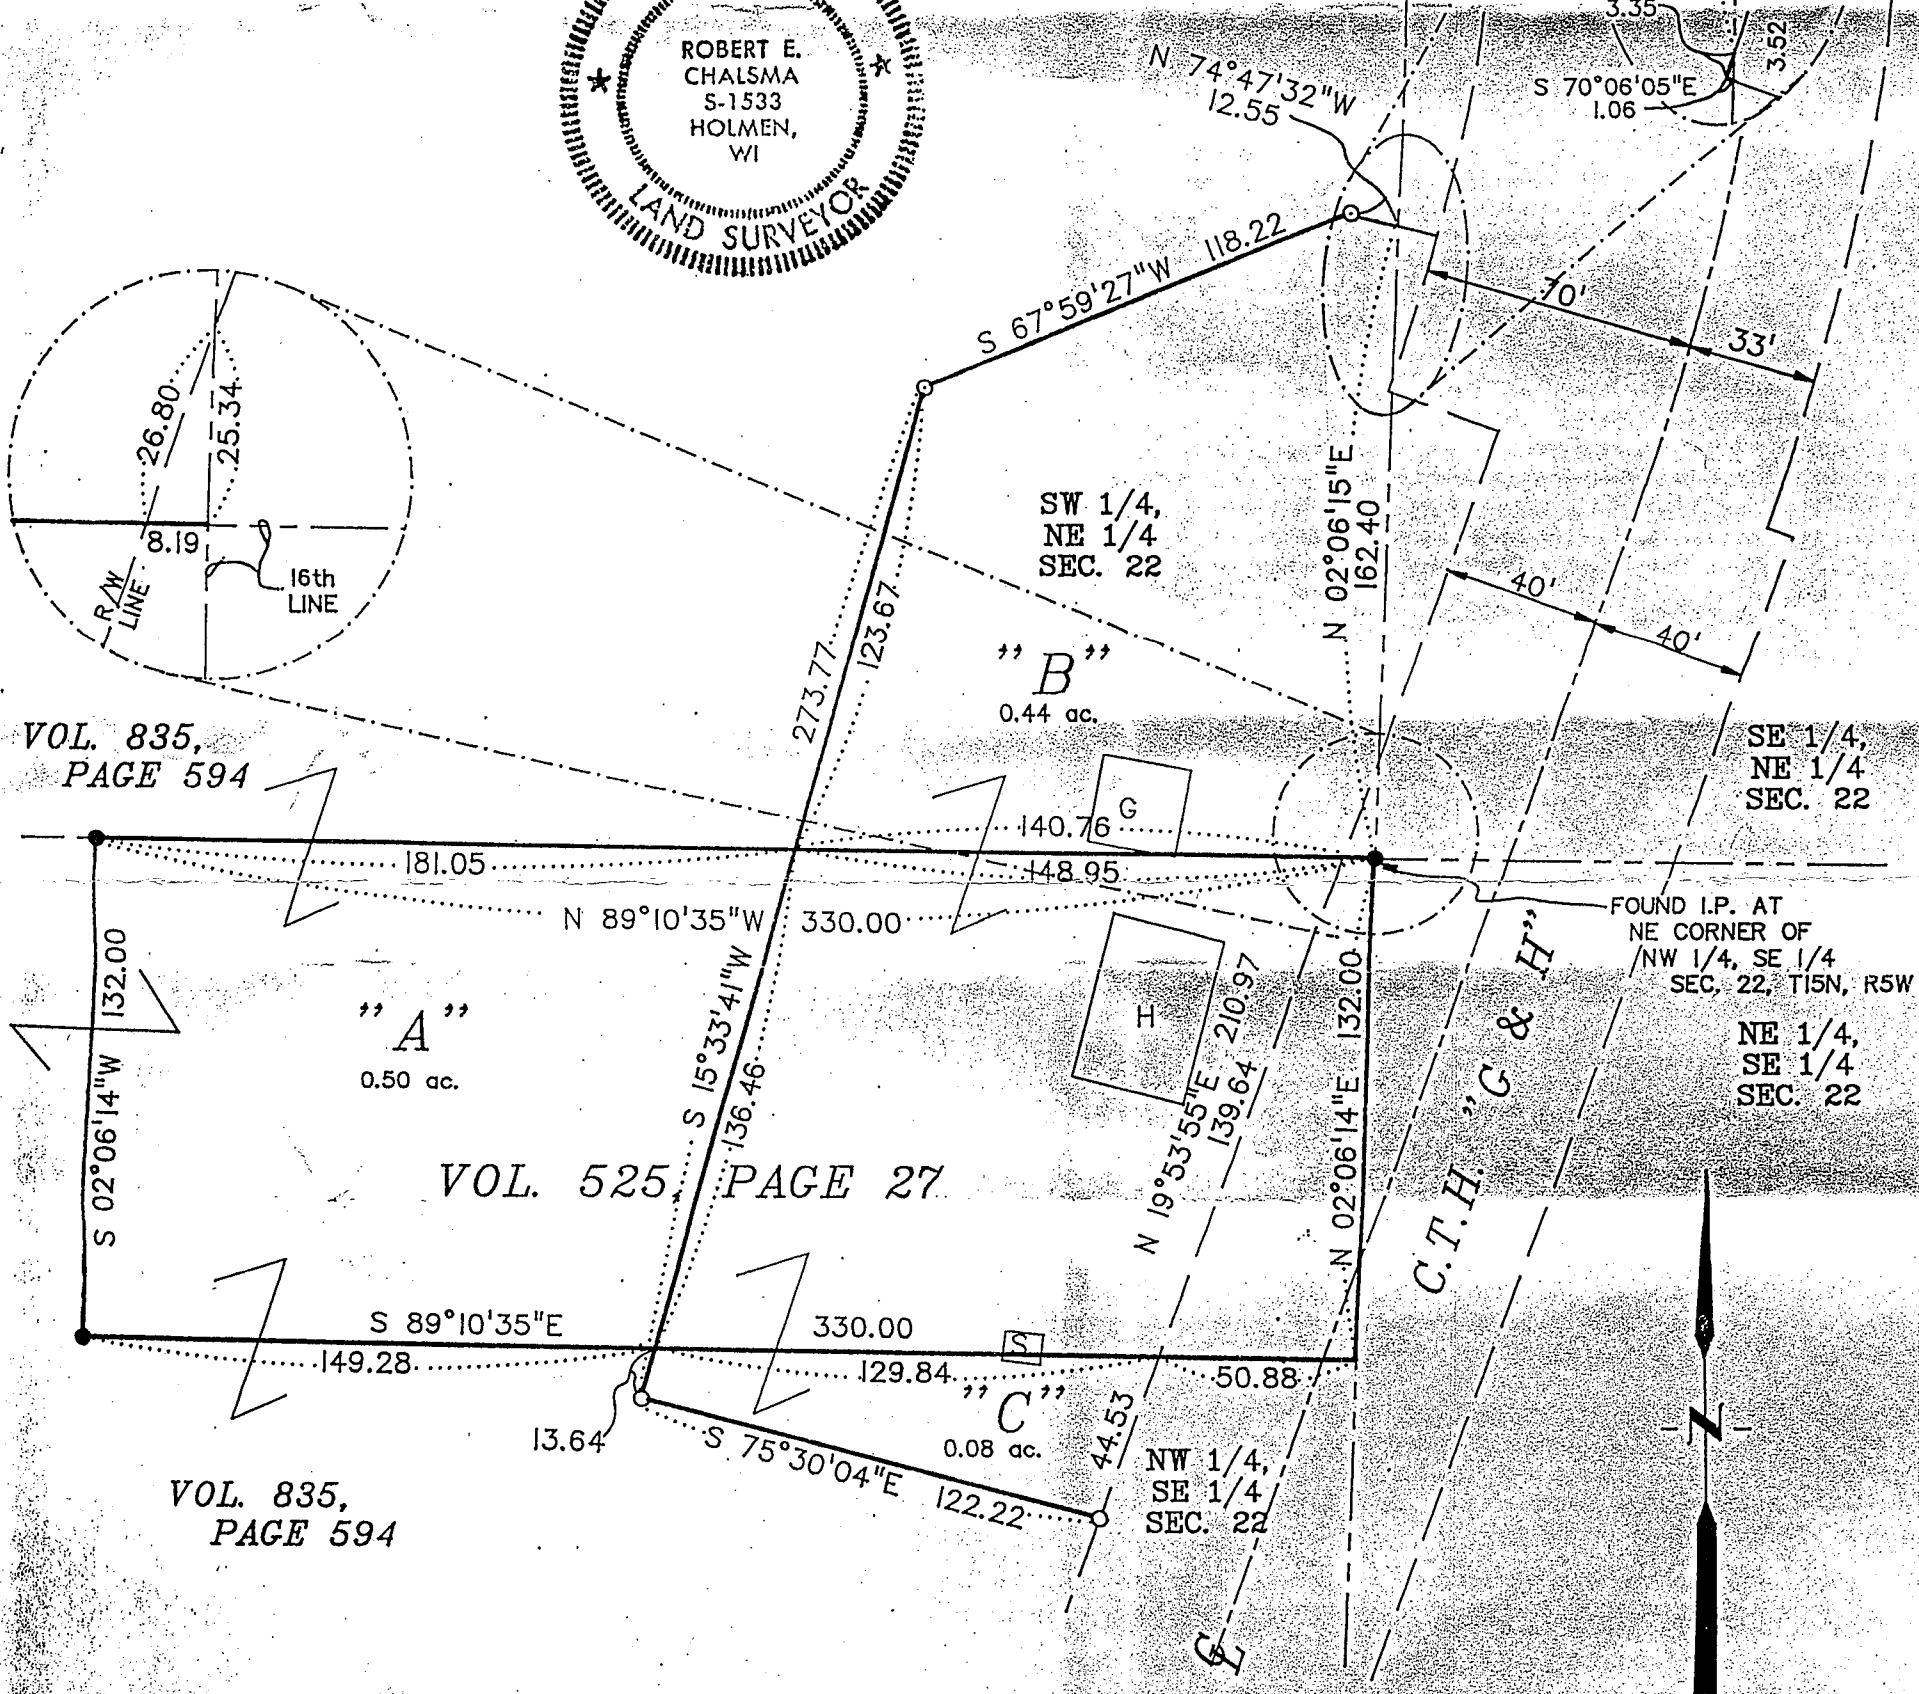 ROBERT E.
CHALSMA
S-1533
HOLMEN,
WI
LAND SURVEYOR
N 74°47'32"W
12.55
3.35
3.52
S 70°06'05"E
1.06
S 67°59'27"W 118.22
70'
33'
26.80
25.34
8.19
R/W
LINE
16th
LINE
SW 1/4,
NE 1/4
SEC. 22
N 02°06'15"E
162.40
40'
40'
273.77
123.67
"B"
0.44 ac.
VOL. 835,
PAGE 594
SE 1/4,
NE 1/4
SEC. 22
G
140.76
181.05
148.95
N 89°10'35"W 330.00
FOUND I.P. AT
NE CORNER OF
NW 1/4, SE 1/4
SEC. 22, T15N, R5W
S 02°06'14"W 132.00
"A"
0.50 ac.
S 15°33'41"W
136.46
H
N 19°53'55"E 210.97
139.64
N 02°06'14"E 132.00
C.T.H. "G & H"
NE 1/4,
SE 1/4
SEC. 22
VOL. 525, PAGE 27
S 89°10'35"E
330.00
S
149.28
129.84
50.88
"C"
0.08 ac.
13.64
S 75°30'04"E 122.22
44.53
NW 1/4,
SE 1/4
SEC. 22
VOL. 835,
PAGE 594
N
CL